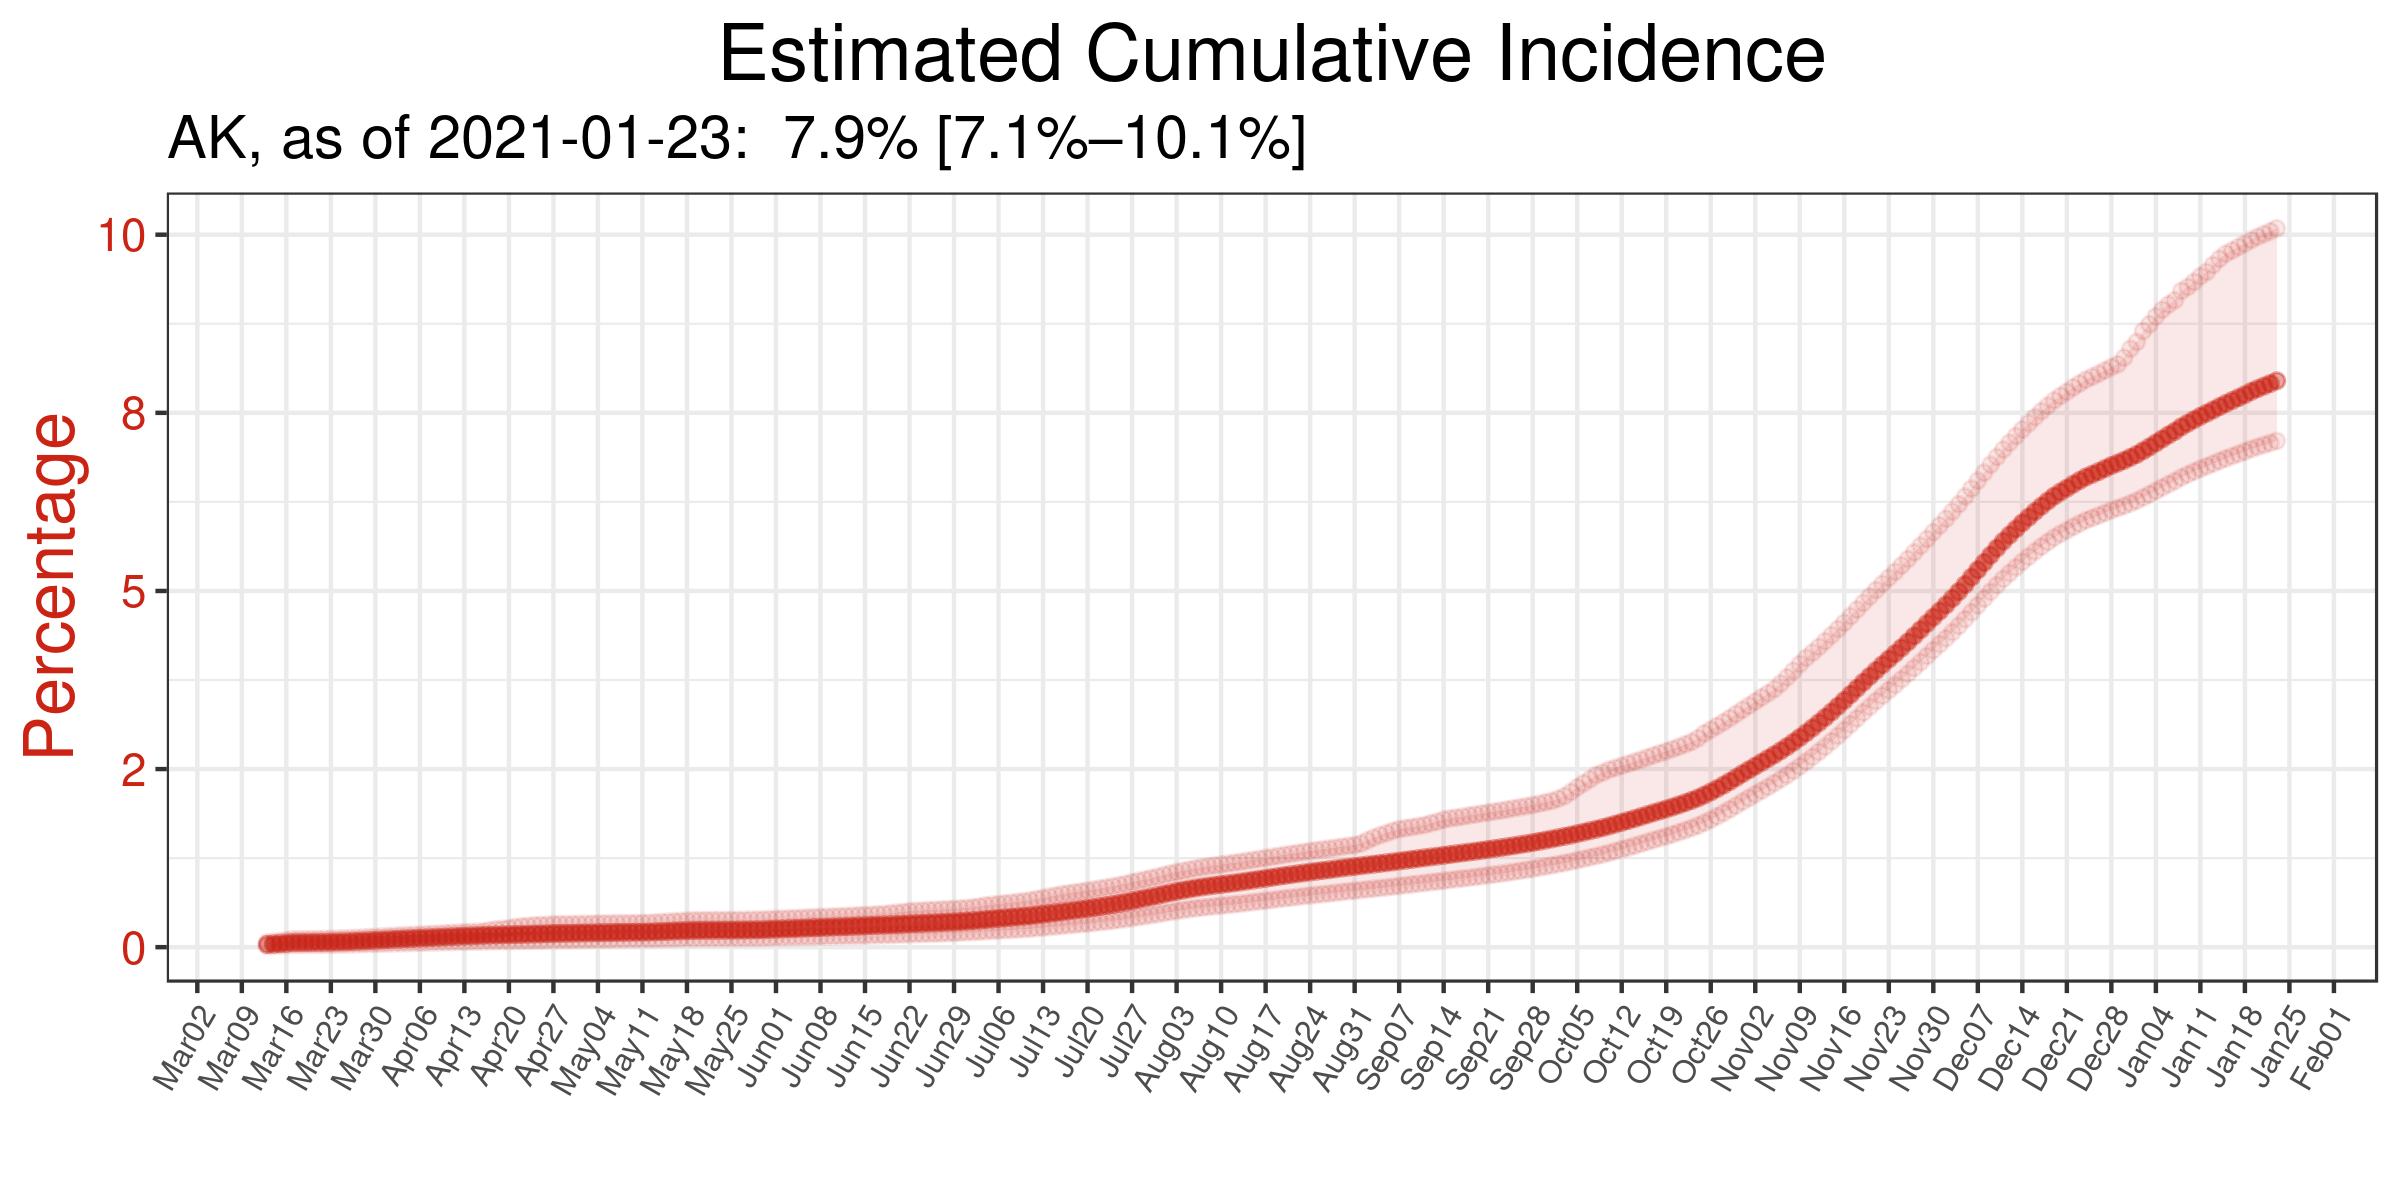 Estimated Cumulative Incidence
AK, as of 2021-01-23:  7.9% [7.1%–10.1%]
Percentage
10
8
5
2
0
Mar02
Mar09
Mar16
Mar23
Mar30
Apr06
Apr13
Apr20
Apr27
May04
May11
May18
May25
Jun01
Jun08
Jun15
Jun22
Jun29
Jul06
Jul13
Jul20
Jul27
Aug03
Aug10
Aug17
Aug24
Aug31
Sep07
Sep14
Sep21
Sep28
Oct05
Oct12
Oct19
Oct26
Nov02
Nov09
Nov16
Nov23
Nov30
Dec07
Dec14
Dec21
Dec28
Jan04
Jan11
Jan18
Jan25
Feb01